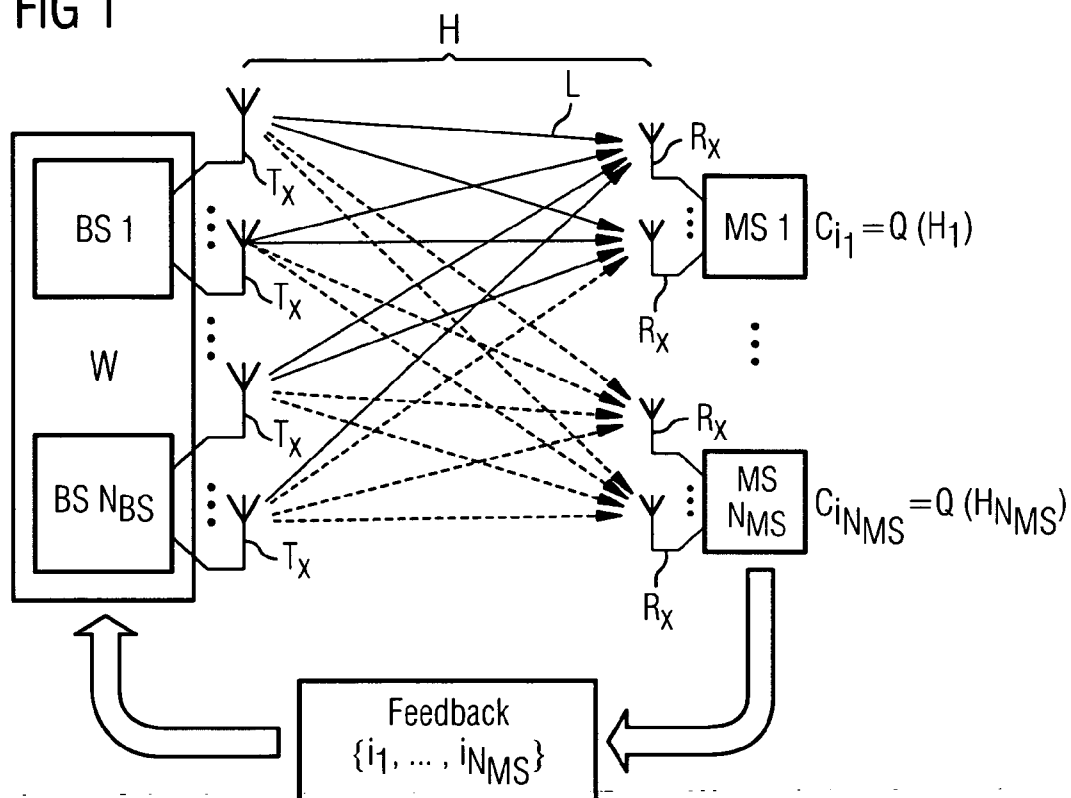 FIG 1
H
L
Tx
Rx
BS 1
MS 1
Ci1=Q (H1)
Tx
Rx
W
Tx
Rx
BS NBS
MS
NMS
CiNMS=Q (HNMS)
Tx
Rx
Feedback
{i1, ... , iNMS}